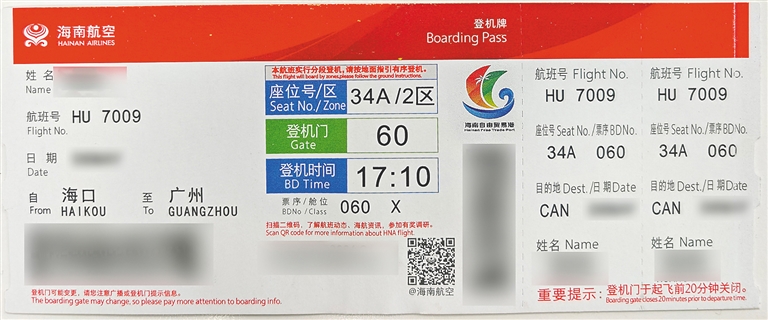 海南航空
HAINAN AIRLINES
登机牌
Boarding Pass
姓 名
Name
航班号 HU 7009
Flight No.
日 期
Date
自 海口 至 广州
From HAIKOU To GUANGZHOU
登机门可能变更，请您注意广播或登机门提示信息。
The boarding gate may change, so please pay more attention to boarding info.
本航班实行分段登机，请按地面指引有序登机。
This flight will board by zones,please follow the ground instructions.
座位号/区 34A/2区
Seat No./Zone
登机门 60
Gate
登机时间 17:10
BD Time
票序/舱位 060 X
BDNo/Class
扫描二维码，了解航班动态、海航资讯，参加有奖调研。
Scan QR code for more information about HNA flight.
@海南航空
海南自由贸易港
Hainan Free Trade Port
航班号 Flight No.
HU 7009
座位号 Seat No./票序 BDNo.
34A 060
目的地 Dest./日期 Date
CAN
姓名 Name
航班号 Flight No.
HU 7009
座位号 Seat No./票序 BDNo.
34A 060
目的地 Dest./日期 Date
CAN
姓名 Name
重要提示：登机门于起飞前20分钟关闭。
Boarding gate closes 20 minutes prior to departure time.